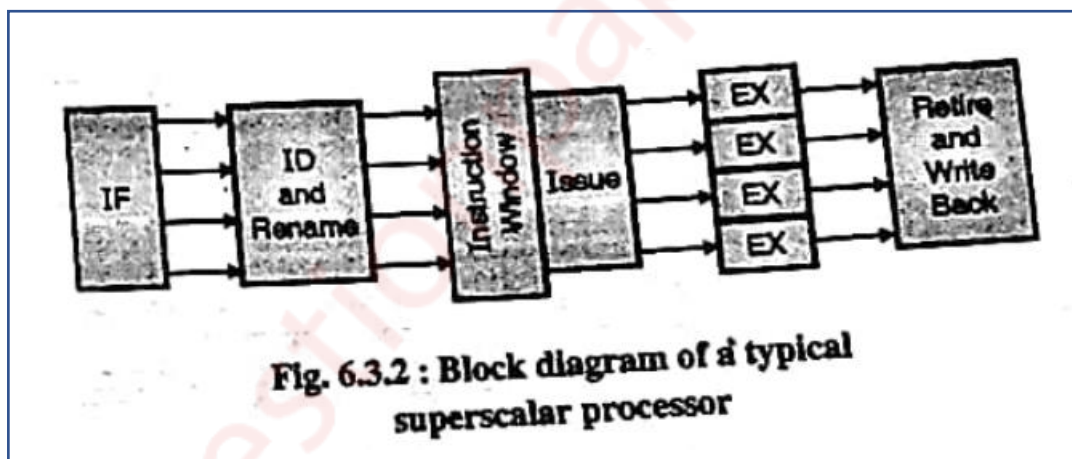 IF
ID
and
Rename
Instruction
Window
Issue
EX
EX
EX
EX
Retire
and
Write
Back
Fig. 6.3.2 : Block diagram of a typical
superscalar processor